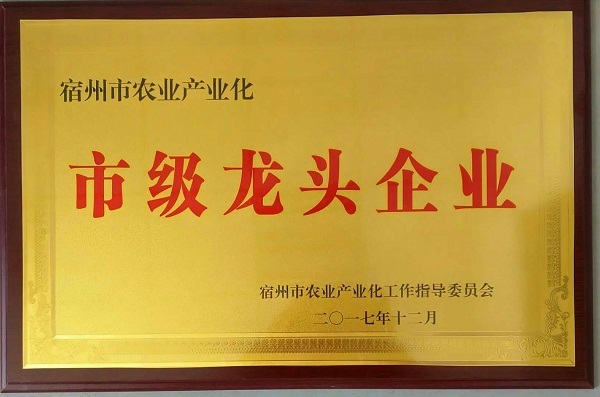 宿州市农业产业化
市级龙头企业
宿州市农业产业化工作指导委员会
二〇一七年十二月